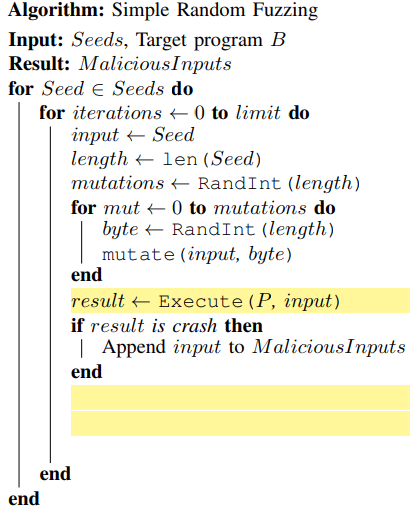 Algorithm: Simple Random Fuzzing
Input: Seeds, Target program B
Result: MaliciousInputs
for Seed ∈ Seeds do
for iterations ← 0 to limit do
input ← Seed
length ← len(Seed)
mutations ← RandInt(length)
for mut ← 0 to mutations do
byte ← RandInt(length)
mutate(input, byte)
end
result ← Execute(P, input)
if result is crash then
Append input to MaliciousInputs
end
end
end